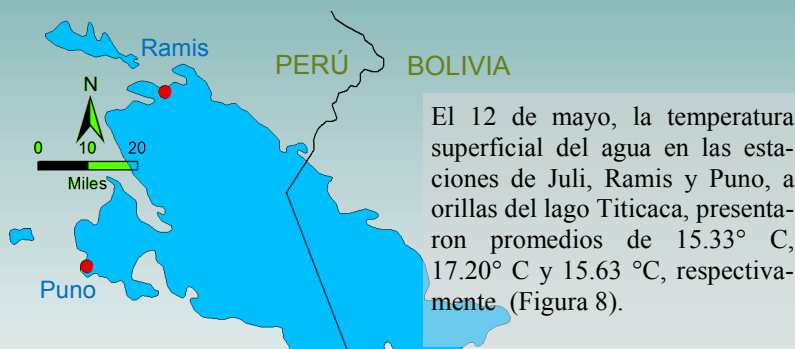 Ramis
PERÚ
BOLIVIA
N
0 10 20
Miles
Puno
El 12 de mayo, la temperatura
superficial del agua en las esta-
ciones de Juli, Ramis y Puno, a
orillas del lago Titicaca, presenta-
ron promedios de 15.33° C,
17.20° C y 15.63 °C, respectiva-
mente (Figura 8).